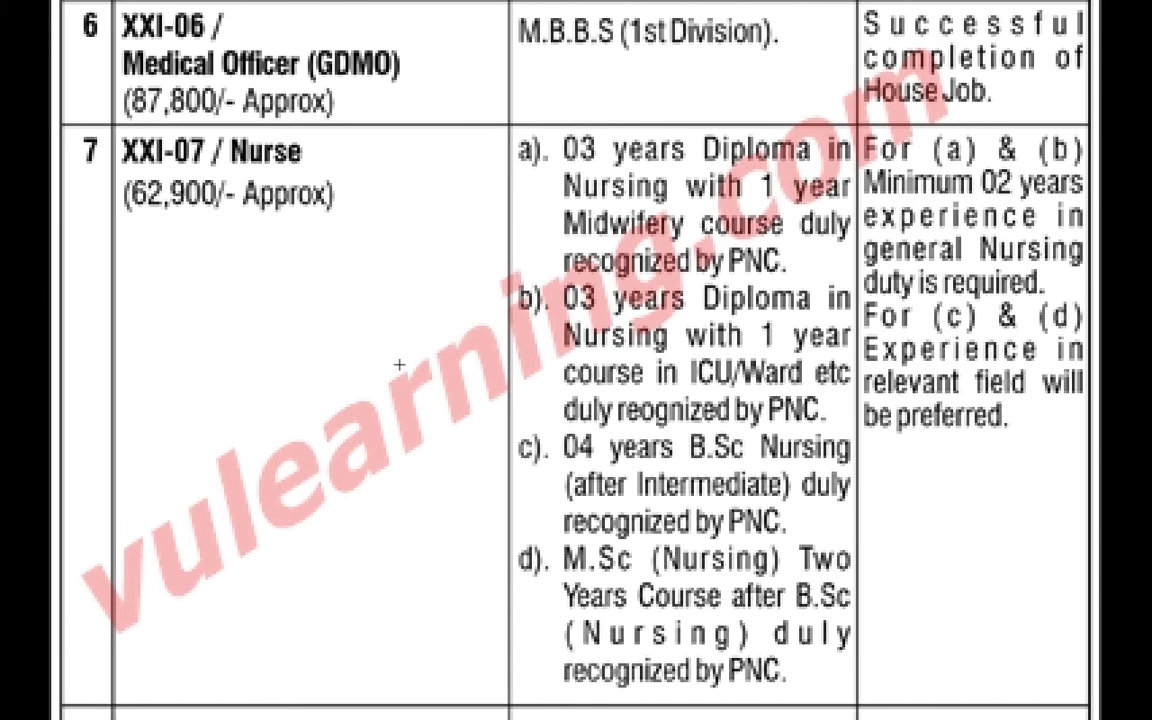 6
XXI-06 /
Medical Officer (GDMO)
(87,800/- Approx)
M.B.B.S (1st Division).
Successful
completion of
House Job.
7
XXI-07 / Nurse
(62,900/- Approx)
a). 03 years Diploma in
Nursing with 1 year
Midwifery course duly
recognized by PNC.
b). 03 years Diploma in
Nursing with 1 year
course in ICU/Ward etc
duly reognized by PNC.
c). 04 years B.Sc Nursing
(after Intermediate) duly
recognized by PNC.
d). M.Sc (Nursing) Two
Years Course after B.Sc
(Nursing) duly
recognized by PNC.
For (a) & (b)
Minimum 02 years
experience in
general Nursing
duty is required.
For (c) & (d)
Experience in
relevant field will
be preferred.
vulearning.com